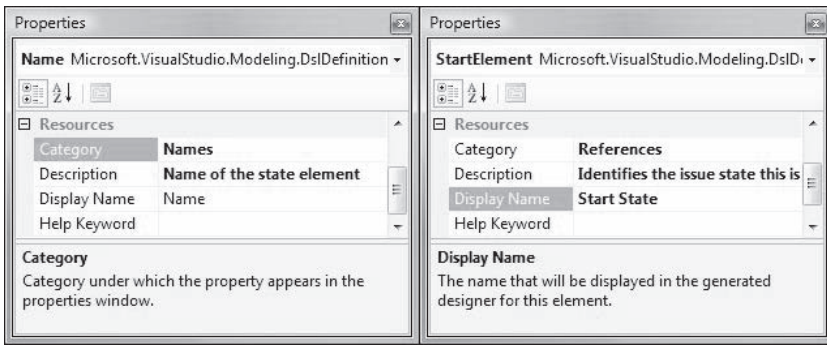 Properties
Name Microsoft.VisualStudio.Modeling.DslDefinition
Resources
Category Names
Description Name of the state element
Display Name Name
Help Keyword
Category
Category under which the property appears in the
properties window.
Properties
StartElement Microsoft.VisualStudio.Modeling.DslD
Resources
Category References
Description Identifies the issue state this is
Display Name Start State
Help Keyword
Display Name
The name that will be displayed in the generated
designer for this element.